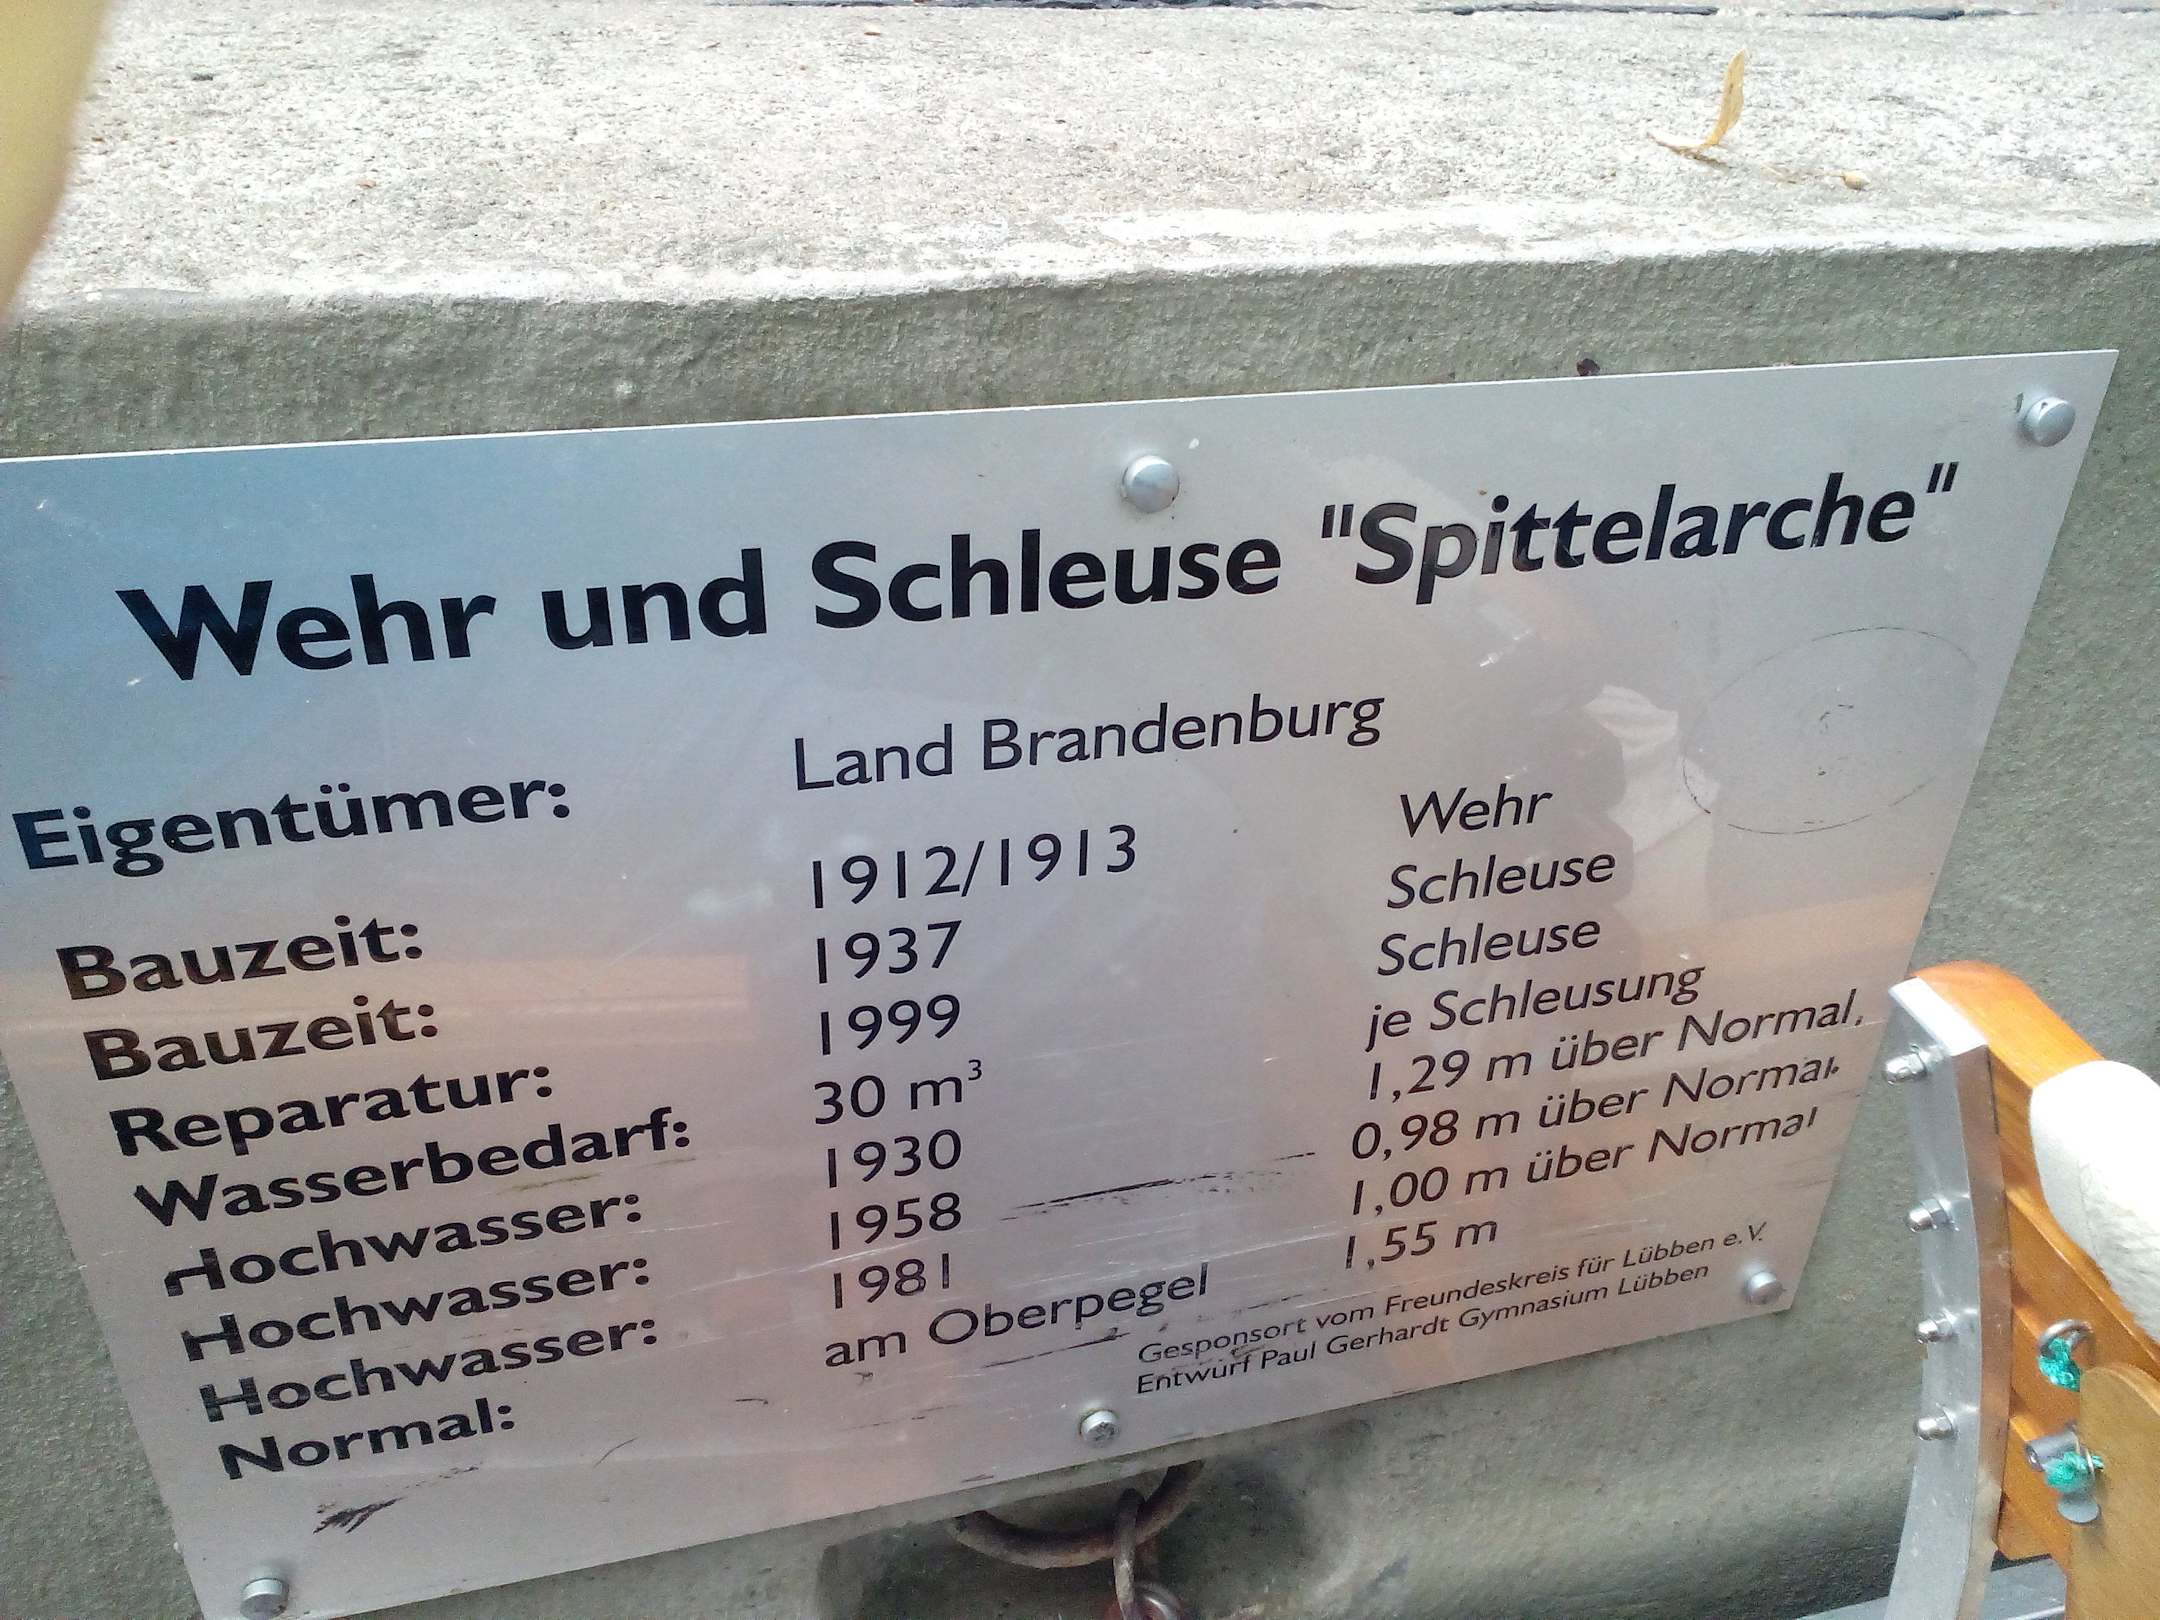 Wehr und Schleuse "Spittelarche"
Eigentümer: Land Brandenburg
Bauzeit: 1912/1913 Wehr
Bauzeit: 1937 Schleuse
Reparatur: 1999 Schleuse
Wasserbedarf: 30 m³ je Schleusung
Hochwasser: 1930 1,29 m über Normal.
Hochwasser: 1958 0,98 m über Normal.
Hochwasser: 1981 1,00 m über Normal
Normal: am Oberpegel 1,55 m
Gesponsort vom Freundeskreis für Lübben e.V.
Entwurf Paul Gerhardt Gymnasium Lübben